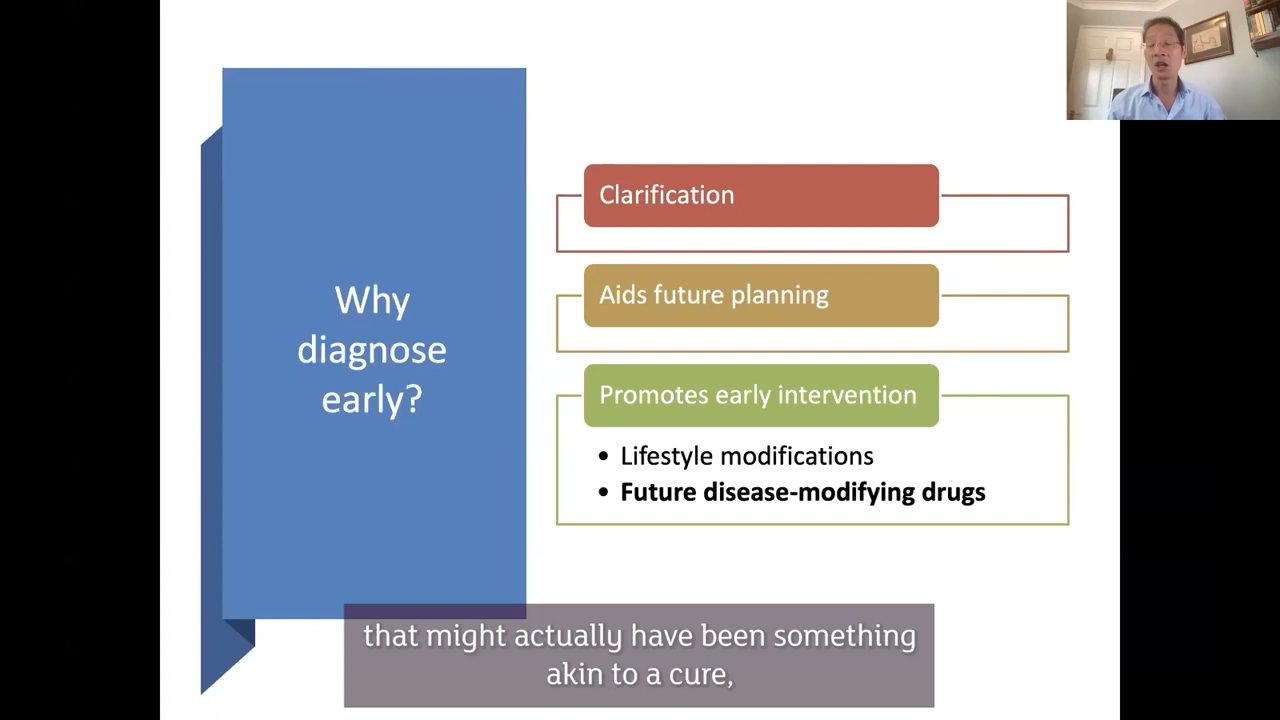 Why
diagnose
early?
Clarification
Aids future planning
Promotes early intervention
• Lifestyle modifications
• Future disease-modifying drugs
that might actually have been something
akin to a cure,